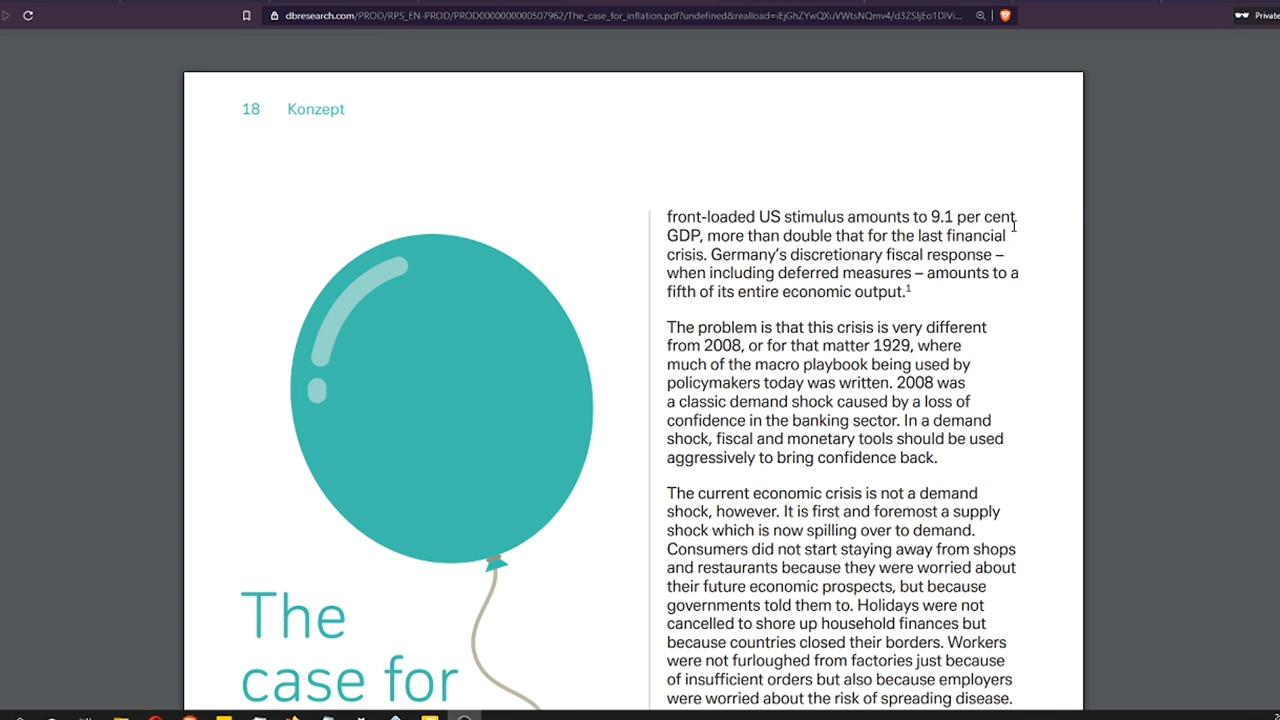 dbresearch.com/PROD/RPS_EN-PROD/PROD0000000000507962/The_case_for_inflation.pdf?undefined&realload=
Private
18 Konzept
The
case for
front-loaded US stimulus amounts to 9.1 per cent
GDP, more than double that for the last financial
crisis. Germany’s discretionary fiscal response –
when including deferred measures – amounts to a
fifth of its entire economic output.¹
The problem is that this crisis is very different
from 2008, or for that matter 1929, where
much of the macro playbook being used by
policymakers today was written. 2008 was
a classic demand shock caused by a loss of
confidence in the banking sector. In a demand
shock, fiscal and monetary tools should be used
aggressively to bring confidence back.
The current economic crisis is not a demand
shock, however. It is first and foremost a supply
shock which is now spilling over to demand.
Consumers did not start staying away from shops
and restaurants because they were worried about
their future economic prospects, but because
governments told them to. Holidays were not
cancelled to shore up household finances but
because countries closed their borders. Workers
were not furloughed from factories just because
of insufficient orders but also because employers
were worried about the risk of spreading disease.